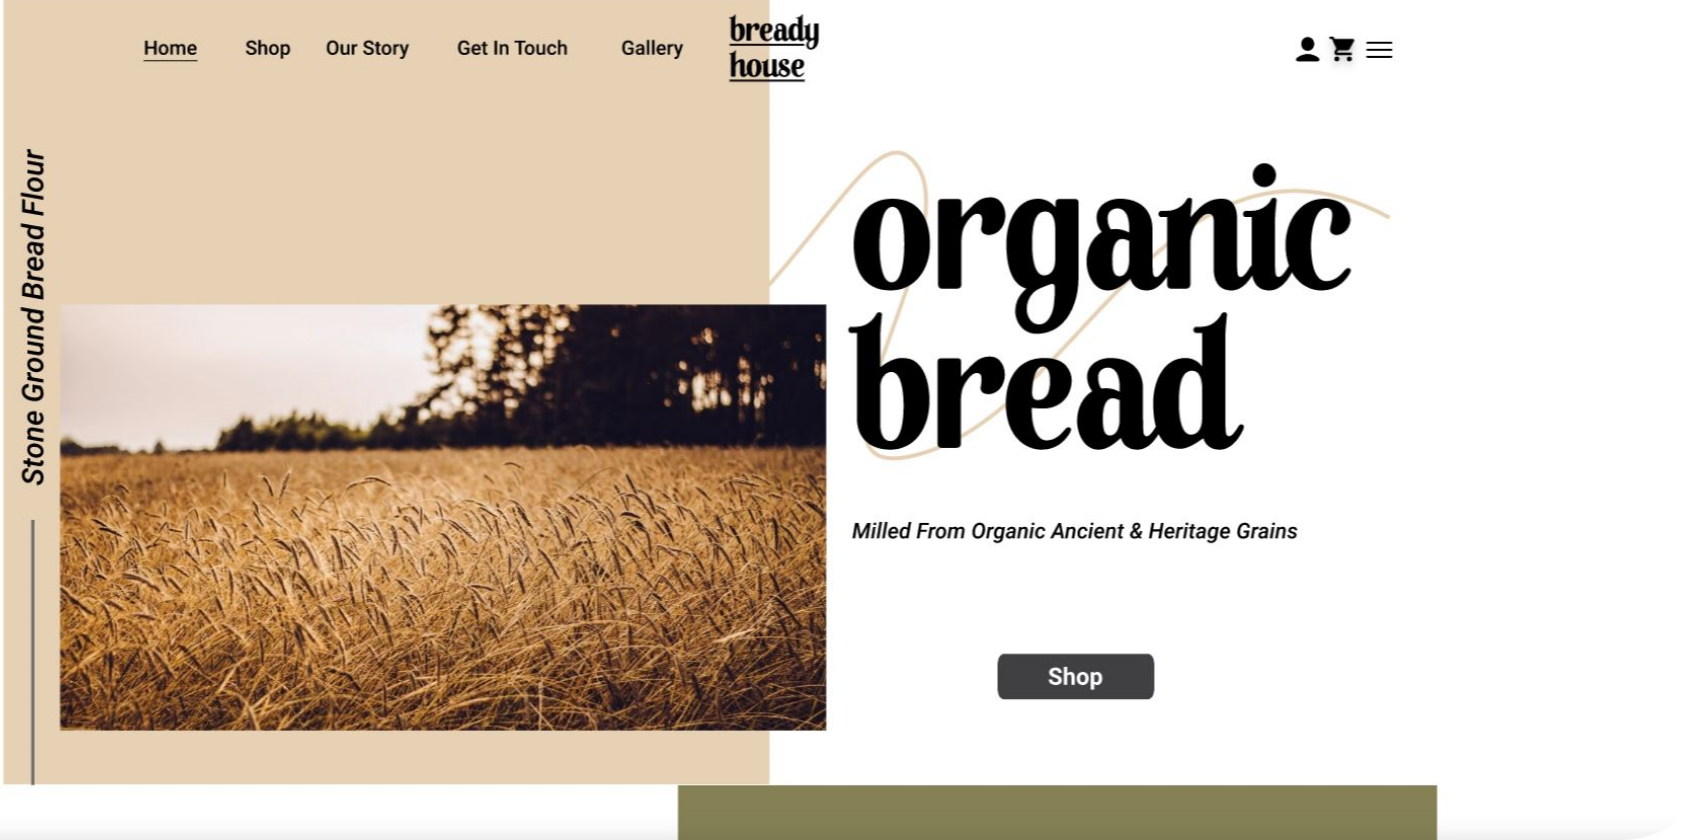 Home Shop Our Story Get In Touch Gallery
bready
house
Stone Ground Bread Flour
organic
bread
Milled From Organic Ancient & Heritage Grains
Shop